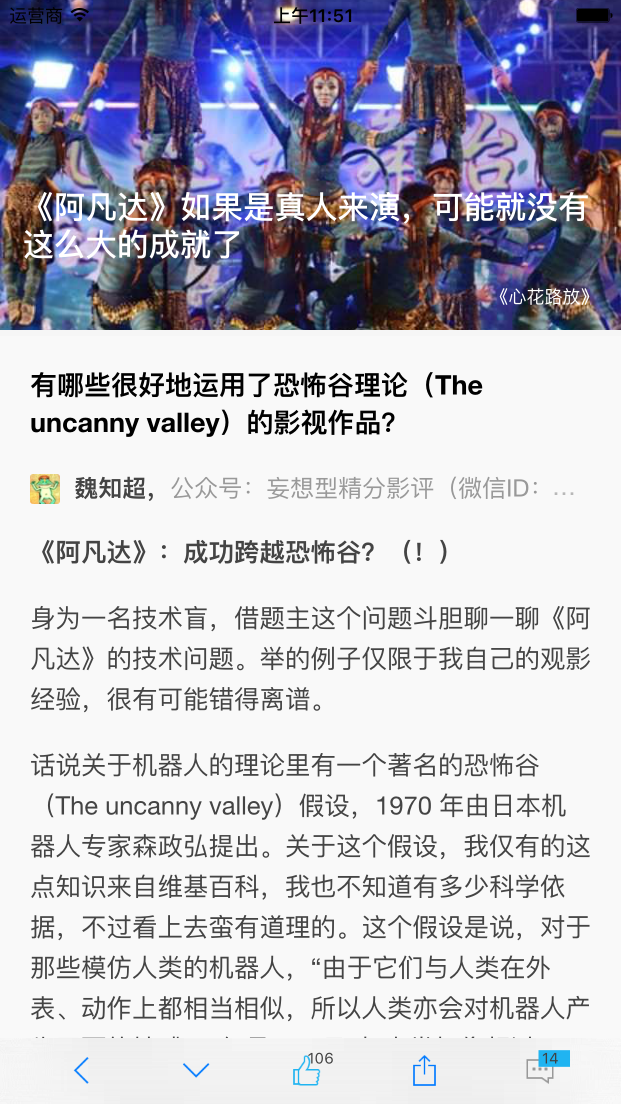 运营商
上午11:51
《阿凡达》如果是真人来演，可能就没有
这么大的成就了
《心花路放》
有哪些很好地运用了恐怖谷理论（The
uncanny valley）的影视作品？
魏知超，公众号：妄想型精分影评（微信ID：…
《阿凡达》：成功跨越恐怖谷？（！）
身为一名技术盲，借题主这个问题斗胆聊一聊《阿
凡达》的技术问题。举的例子仅限于我自己的观影
经验，很有可能错得离谱。
话说关于机器人的理论里有一个著名的恐怖谷
（The uncanny valley）假设，1970 年由日本机
器人专家森政弘提出。关于这个假设，我仅有的这
点知识来自维基百科，我也不知道有多少科学依
据，不过看上去蛮有道理的。这个假设是说，对于
那些模仿人类的机器人，“由于它们与人类在外
表、动作上都相当相似，所以人类亦会对机器人产
106
14